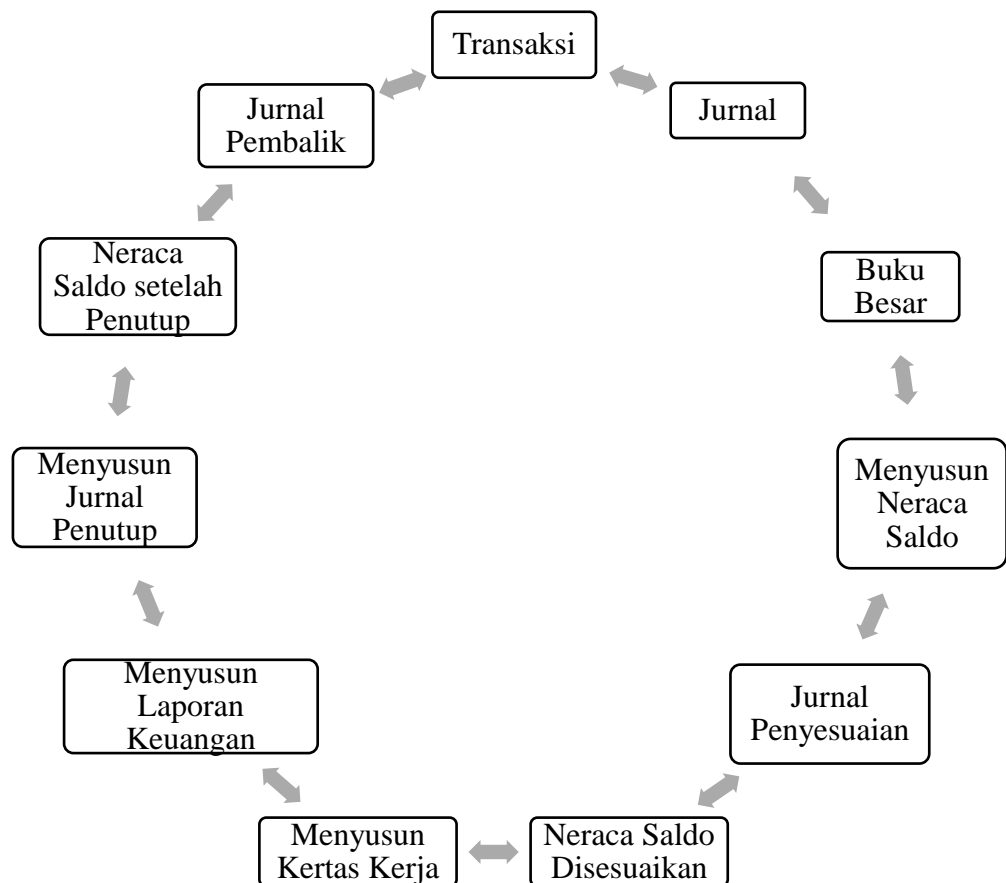 Transaksi
Jurnal
Buku
Besar
Menyusun
Neraca
Saldo
Jurnal
Penyesuaian
Neraca Saldo
Disesuaikan
Menyusun
Kertas Kerja
Menyusun
Laporan
Keuangan
Menyusun
Jurnal
Penutup
Neraca
Saldo setelah
Penutup
Jurnal
Pembalik